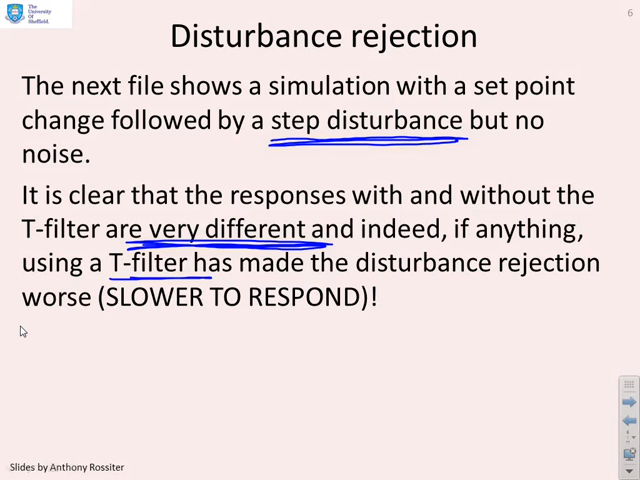 The
University
Of
Sheffield.
6
Disturbance rejection
The next file shows a simulation with a set point
change followed by a step disturbance but no
noise.
It is clear that the responses with and without the
T-filter are very different and indeed, if anything,
using a T-filter has made the disturbance rejection
worse (SLOWER TO RESPOND)!
Slides by Anthony Rossiter